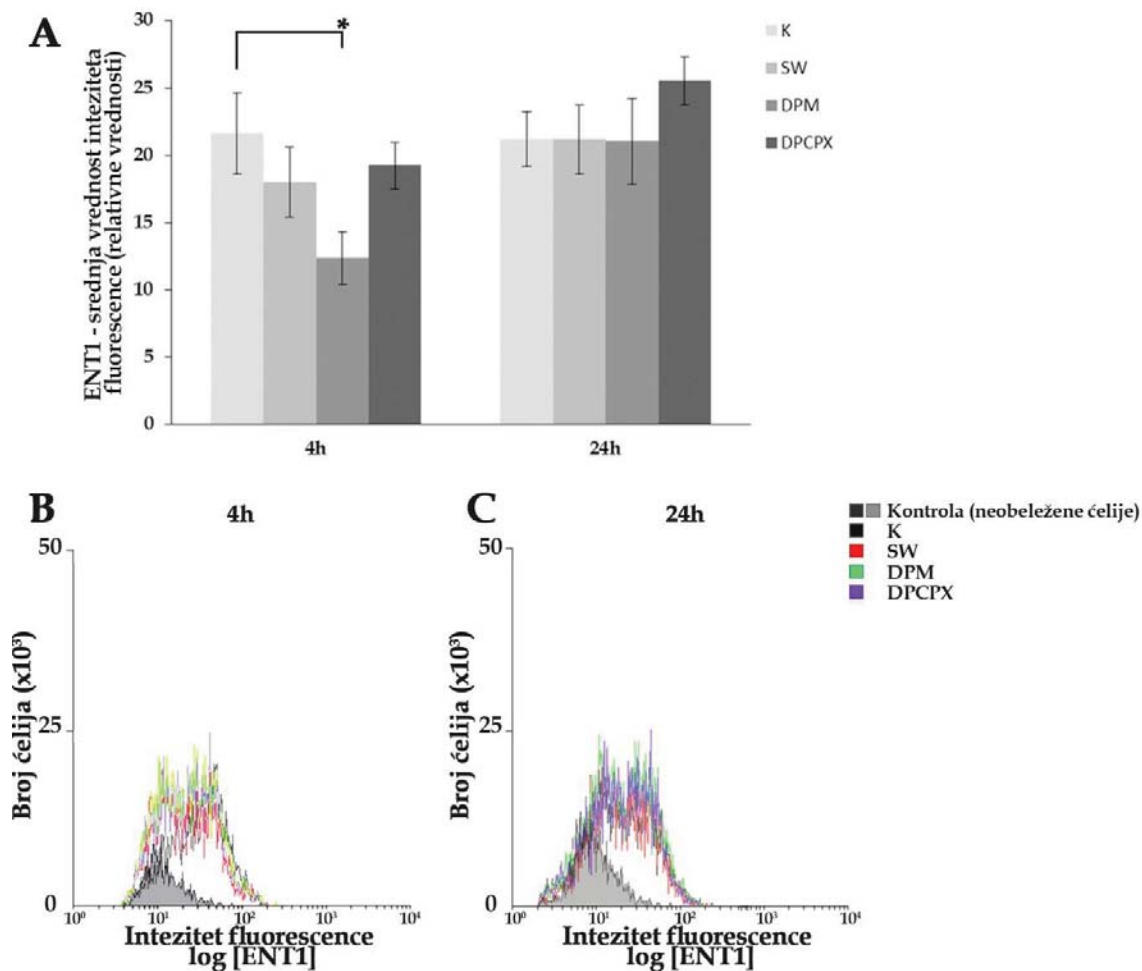 A
ENT1 - srednja vrednost inteziteta
fluorescence (relativne vrednosti)
30
25
20
15
10
5
0
*
4h
24h
K
SW
DPM
DPCPX
B
4h
Broj ćelija (x10³)
50
25
0
10⁰ 10¹ 10² 10³ 10⁴
Intezitet fluorescence
log [ENT1]
C
24h
Broj ćelija (x10³)
50
25
0
10⁰ 10¹ 10² 10³ 10⁴
Intezitet fluorescence
log [ENT1]
Kontrola (neobeležene ćelije)
K
SW
DPM
DPCPX